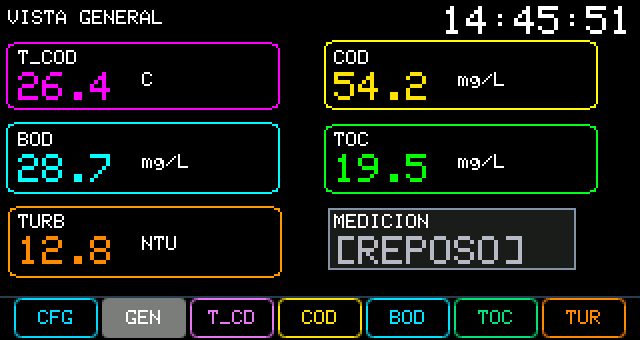 VISTA GENERAL
14:45:51
T_COD
26.4 C
COD
54.2 mg/L
BOD
28.7 mg/L
TOC
19.5 mg/L
TURB
12.8 NTU
MEDICION
[REPOSO]
CFG GEN T_CD COD BOD TOC TUR